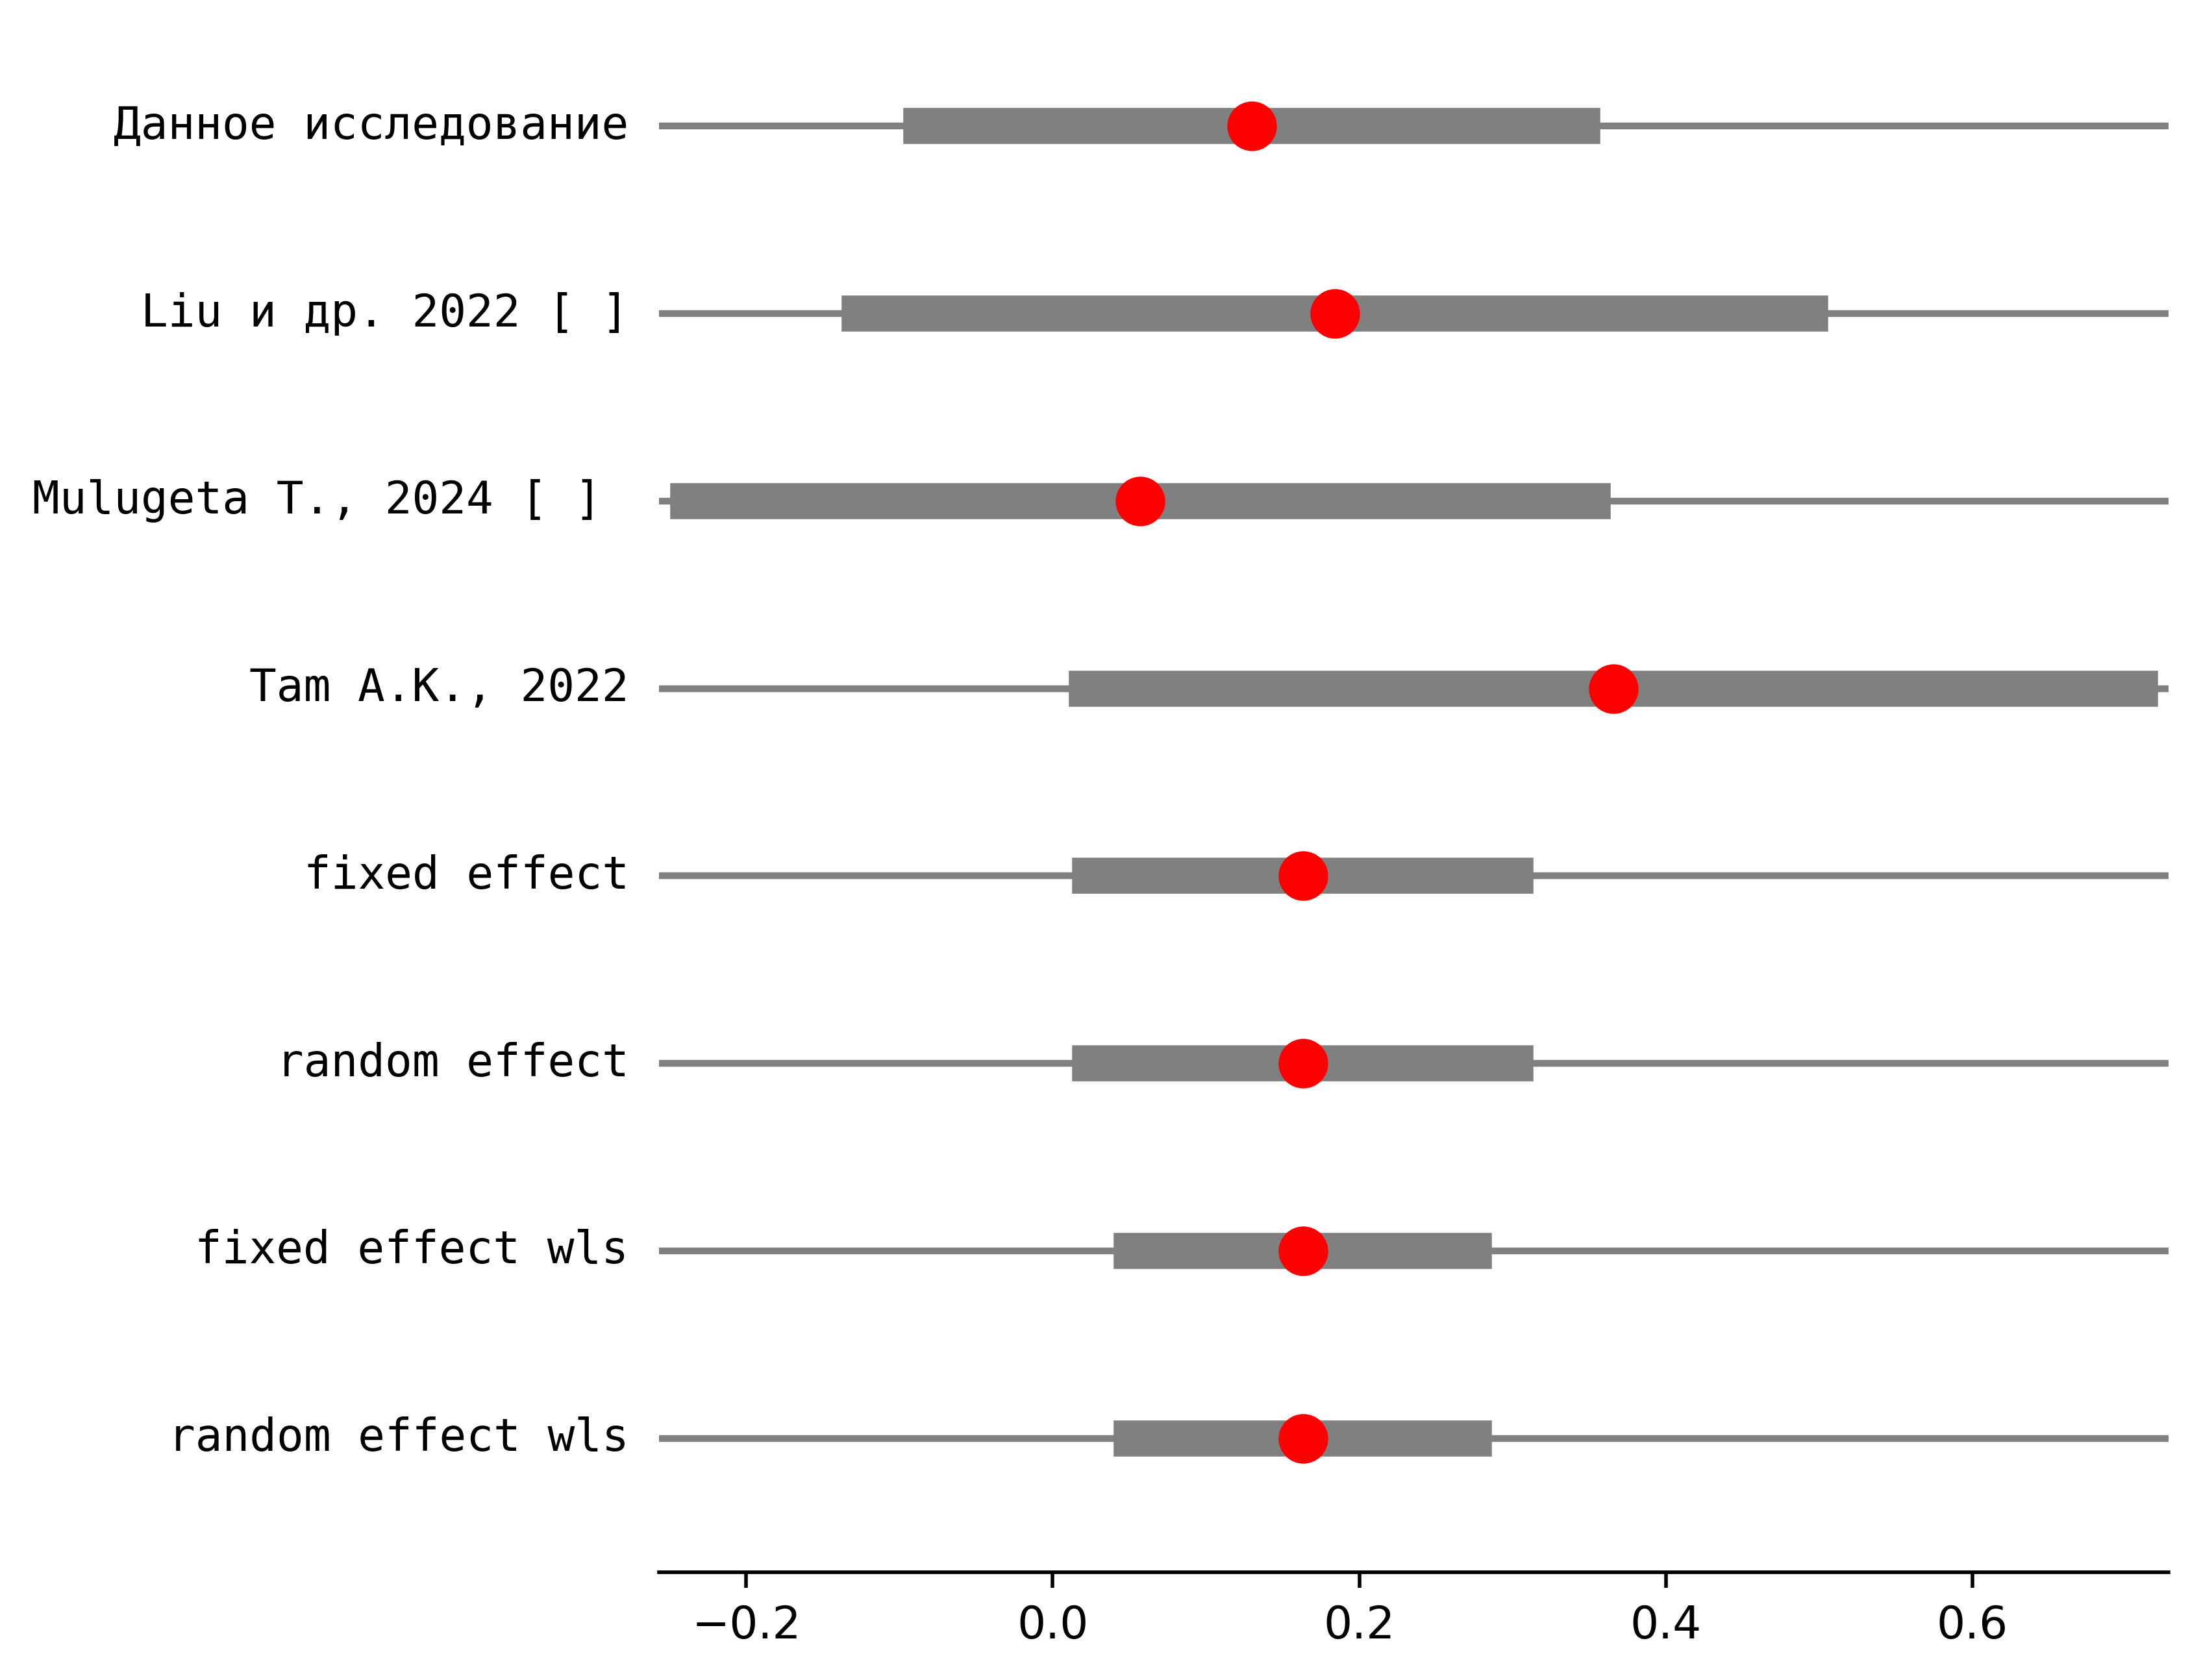 Данное исследование
Liu и др. 2022 [ ]
Mulugeta T., 2024 [ ]
Tam A.K., 2022
fixed effect
random effect
fixed effect wls
random effect wls
−0.2 0.0 0.2 0.4 0.6